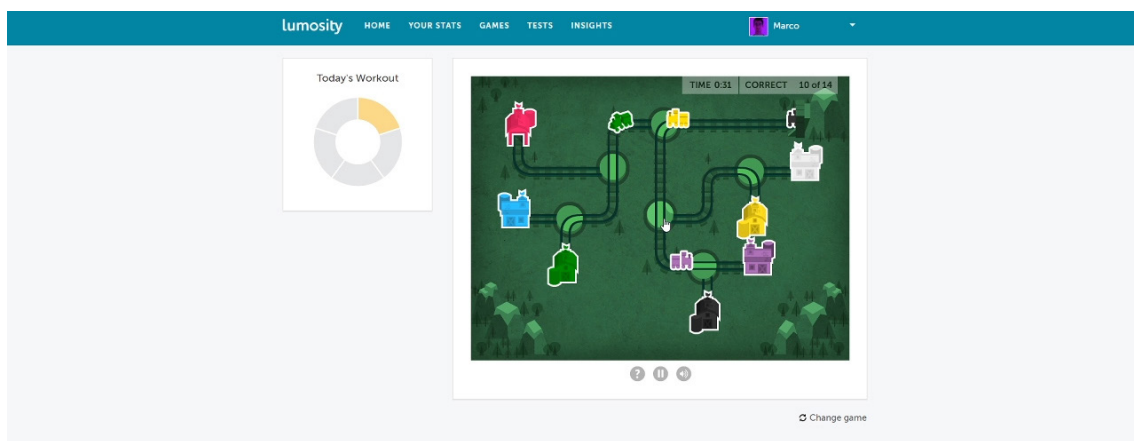 lumosity HOME YOUR STATS GAMES TESTS INSIGHTS Marco
Today's Workout
TIME 0:31 CORRECT 10 of 14
?
Change game